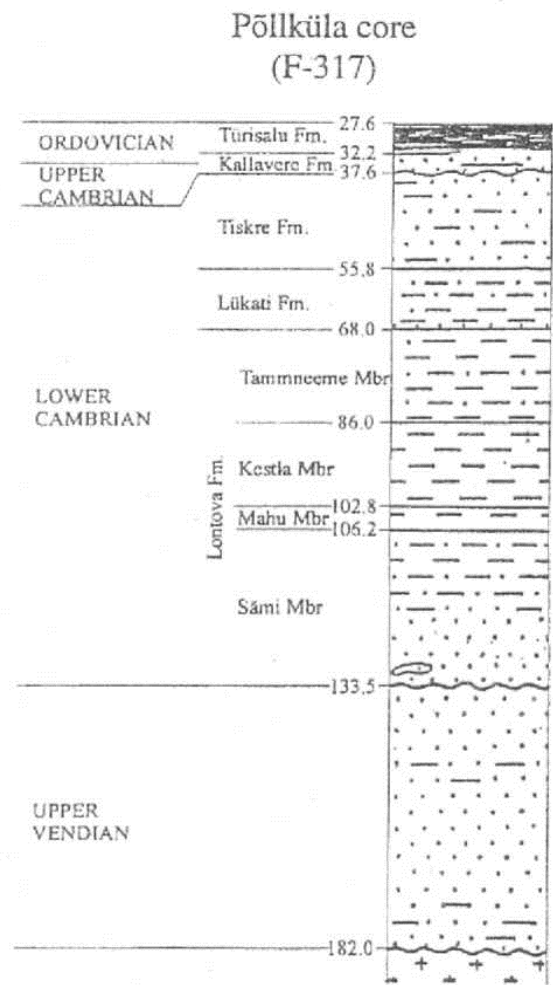 Põllküla core
(F-317)
27.6
ORDOVICIAN
Türisalu Fm.
32.2
Kallavere Fm.
37.6
UPPER
CAMBRIAN
Tiskre Fm.
55.8
Lükati Fm.
68.0
Tammneeme Mbr
LOWER
CAMBRIAN
86.0
Lontova Fm.
Kestla Mbr
102.8
Mahu Mbr
106.2
Sämi Mbr
133.5
UPPER
VENDIAN
182.0